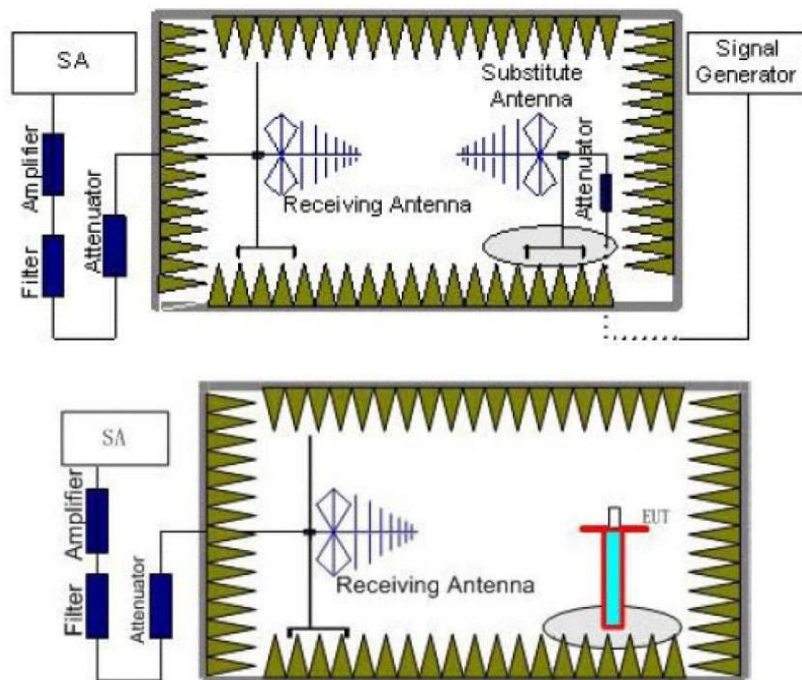 SA
Signal
Generator
Substitute
Antenna
Amplifier
Attenuator
Attenuator
Receiving Antenna
Filter
SA
Amplifier
EUT
Receiving Antenna
Filter
Attenuator